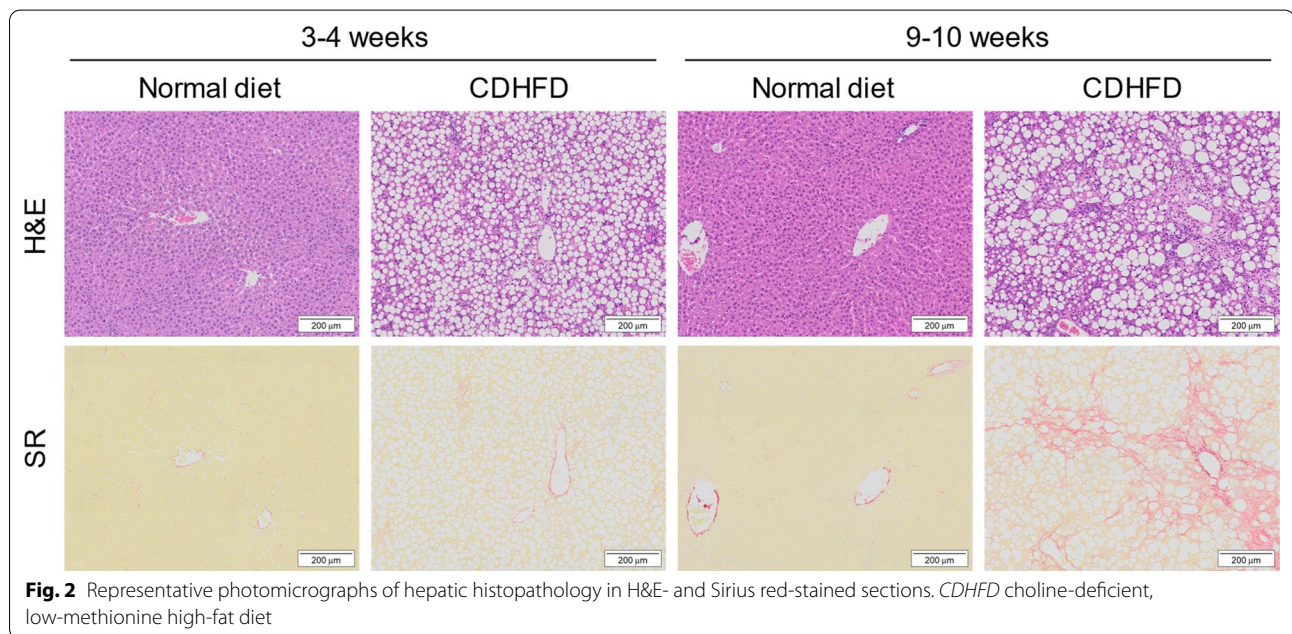 3-4 weeks
9-10 weeks
Normal diet
CDHFD
Normal diet
CDHFD
H&E
200 µm
200 µm
200 µm
200 µm
SR
200 µm
200 µm
200 µm
200 µm
Fig. 2 Representative photomicrographs of hepatic histopathology in H&E- and Sirius red-stained sections. CDHFD choline-deficient,
low-methionine high-fat diet